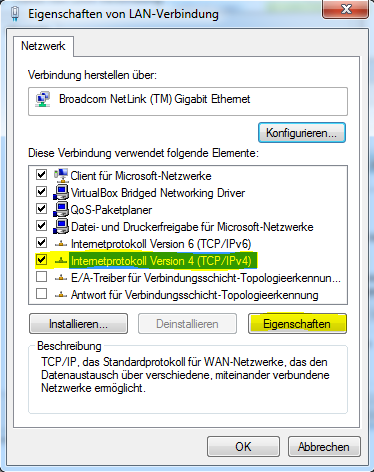 Eigenschaften von LAN-Verbindung
Netzwerk
Verbindung herstellen über:
Broadcom NetLink (TM) Gigabit Ethernet
Konfigurieren...
Diese Verbindung verwendet folgende Elemente:
Client für Microsoft-Netzwerke
VirtualBox Bridged Networking Driver
QoS-Paketplaner
Datei- und Druckerfreigabe für Microsoft-Netzwerke
Internetprotokoll Version 6 (TCP/IPv6)
Internetprotokoll Version 4 (TCP/IPv4)
E/A-Treiber für Verbindungsschicht-Topologieerkennun...
Antwort für Verbindungsschicht-Topologieerkennung
Installieren... Deinstallieren Eigenschaften
Beschreibung
TCP/IP, das Standardprotokoll für WAN-Netzwerke, das den
Datenaustausch über verschiedene, miteinander verbundene
Netzwerke ermöglicht.
OK Abbrechen